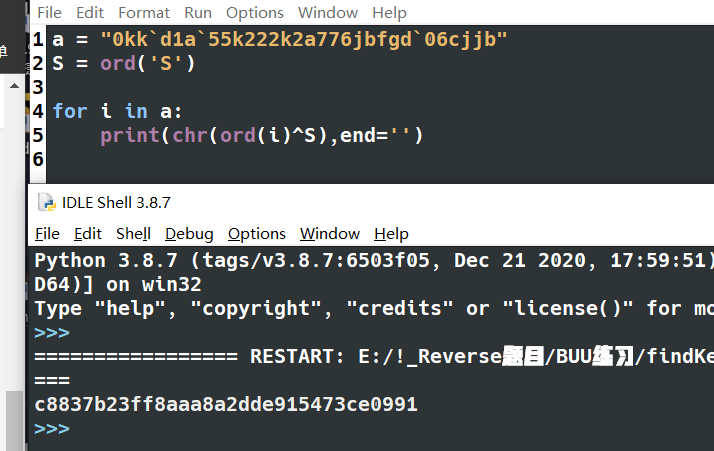 File Edit Format Run Options Window Help
单
1 a = "0kk`d1a`55k222k2a776jbfgd`06cjjb"
2 S = ord('S')
3
4 for i in a:
5     print(chr(ord(i)^S),end='')
6
IDLE Shell 3.8.7
File Edit Shell Debug Options Window Help
Python 3.8.7 (tags/v3.8.7:6503f05, Dec 21 2020, 17:59:51)
D64)] on win32
Type "help", "copyright", "credits" or "license()" for mo
>>>
================= RESTART: E:/!_Reverse题目/BUU练习/findKe
===
c8837b23ff8aaa8a2dde915473ce0991
>>>